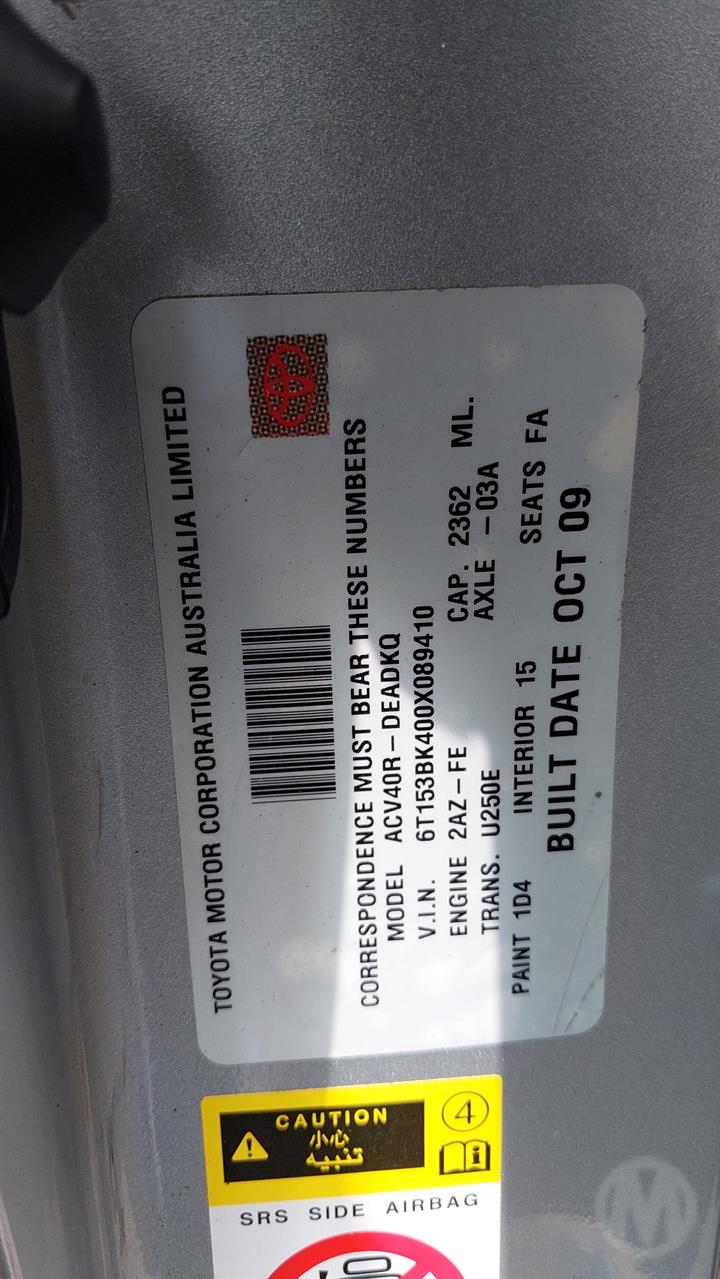 TOYOTA MOTOR CORPORATION AUSTRALIA LIMITED
CORRESPONDENCE MUST BEAR THESE NUMBERS
MODEL ACV40R-DEADKQ
V.I.N. 6T153BK400X089410
ENGINE 2AZ-FE CAP. 2362 ML.
TRANS. U250E AXLE -03A
PAINT 1D4 INTERIOR 15 SEATS FA
BUILT DATE OCT 09
CAUTION 4
小心
تنبيه
SRS SIDE AIRBAG
M